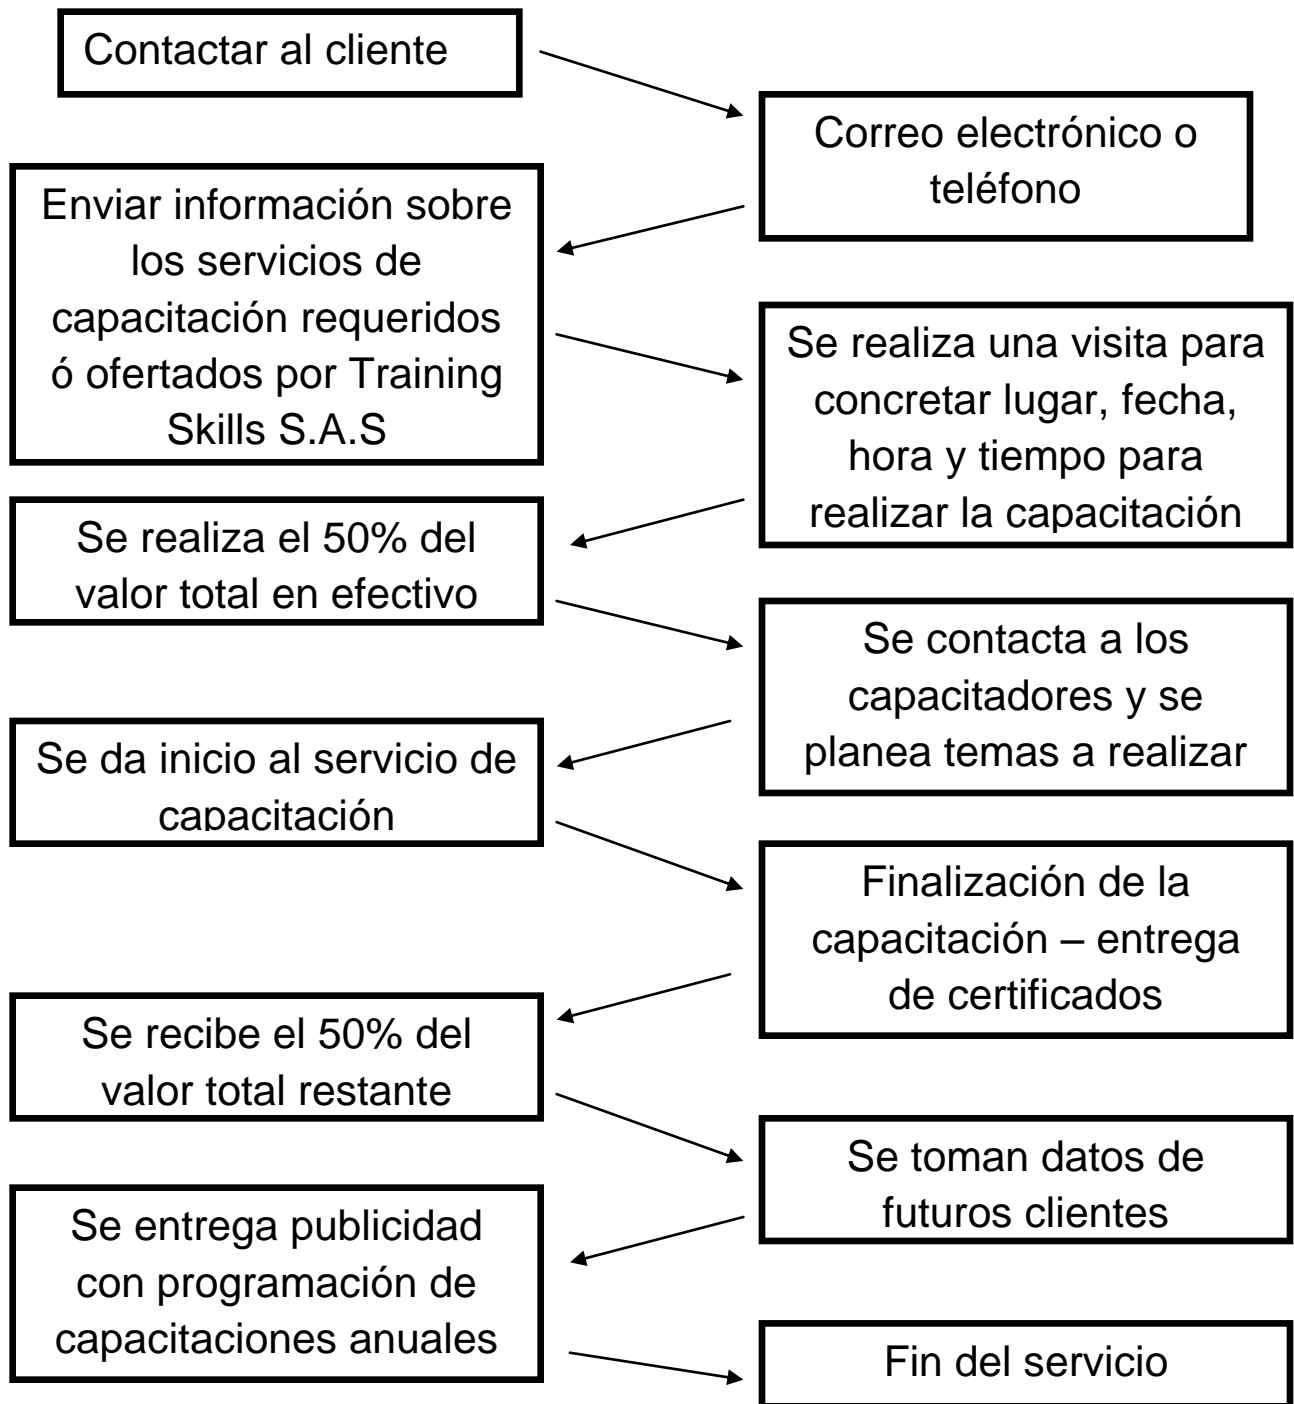 Contactar al cliente
Correo electrónico o
teléfono
Enviar información sobre
los servicios de
capacitación requeridos
ó ofertados por Training
Skills S.A.S
Se realiza una visita para
concretar lugar, fecha,
hora y tiempo para
realizar la capacitación
Se realiza el 50% del
valor total en efectivo
Se contacta a los
capacitadores y se
planea temas a realizar
Se da inicio al servicio de
capacitación
Finalización de la
capacitación – entrega
de certificados
Se recibe el 50% del
valor total restante
Se toman datos de
futuros clientes
Se entrega publicidad
con programación de
capacitaciones anuales
Fin del servicio